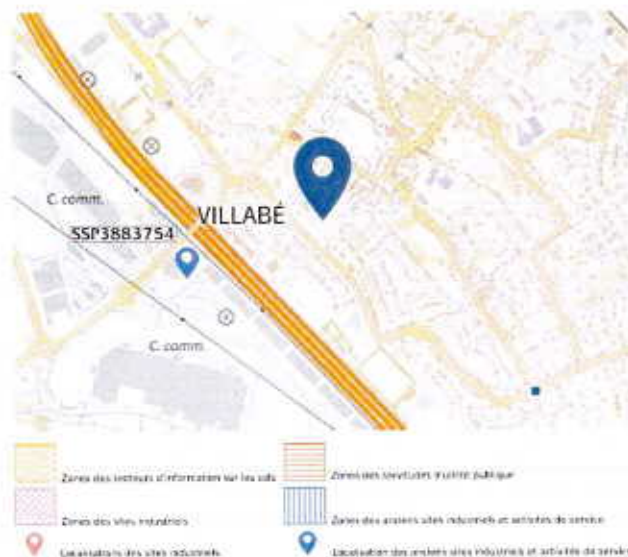 C. comm.
VILLABÉ
SSP3883754
C. comm.
Zones des secteurs d'information sur les sols
Zones des servitudes d'utilité publique
Zones des sites industriels
Zones des anciens sites industriels et activités de service
Localisations des sites industriels
Localisation des anciens sites industriels et activités de service